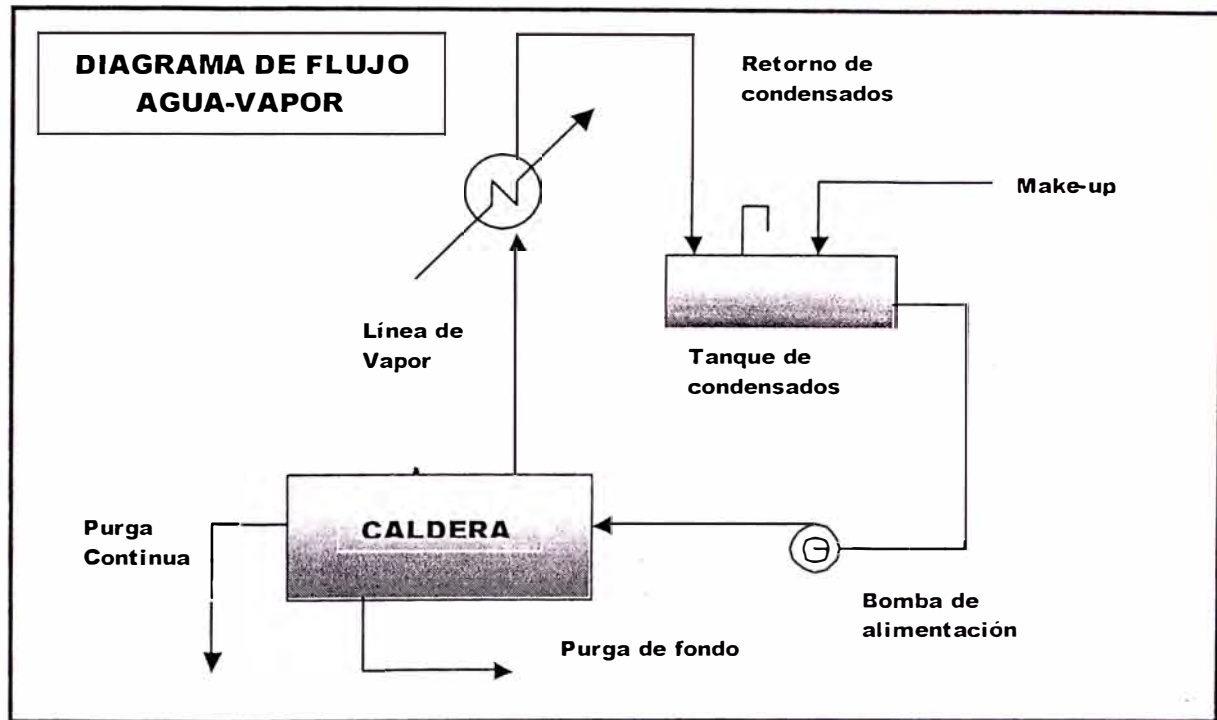 DIAGRAMA DE FLUJO
AGUA-VAPOR
Retorno de
condensados
Make-up
Línea de
Vapor
Tanque de
condensados
CALDERA
Purga
Continua
Bomba de
alimentación
Purga de fondo